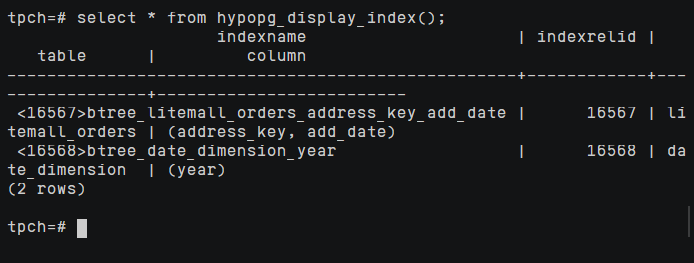 tpch=# select * from hypopg_display_index();
indexname | indexrelid |
table | column
-------------------------------------------------+------------+---
--------------+------------------------
<16567>btree_litemall_orders_address_key_add_date | 16567 | li
temall_orders | (address_key, add_date)
<16568>btree_date_dimension_year | 16568 | da
te_dimension | (year)
(2 rows)
tpch=#